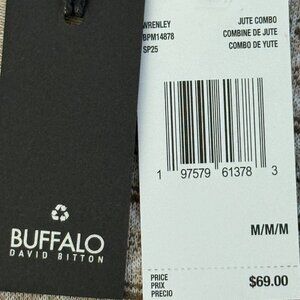 BUFFALO
DAVID BITTON
WRENLEY
BPM14878
SP25
JUTE COMBO
COMBINE DE JUTE
COMBO DE YUTE
1 97579 61378 3
M/M/M
PRICE
PRIX
PRECIO
$69.00